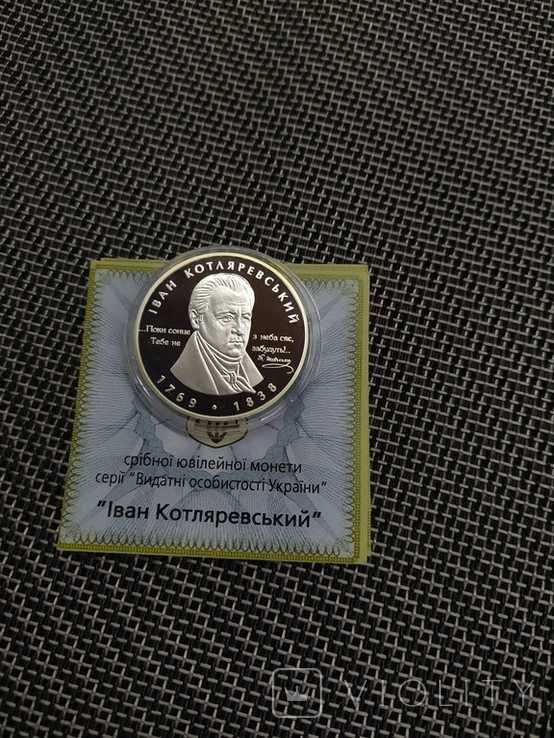 ІВАН КОТЛЯРЕВСЬКИЙ
...Поки сонце з неба сяє,
Тебе не забудуть!...
1769 • 1838
срібної ювілейної монети
серії "Видатні особистості України"
"Іван Котляревський"
VIOLITY